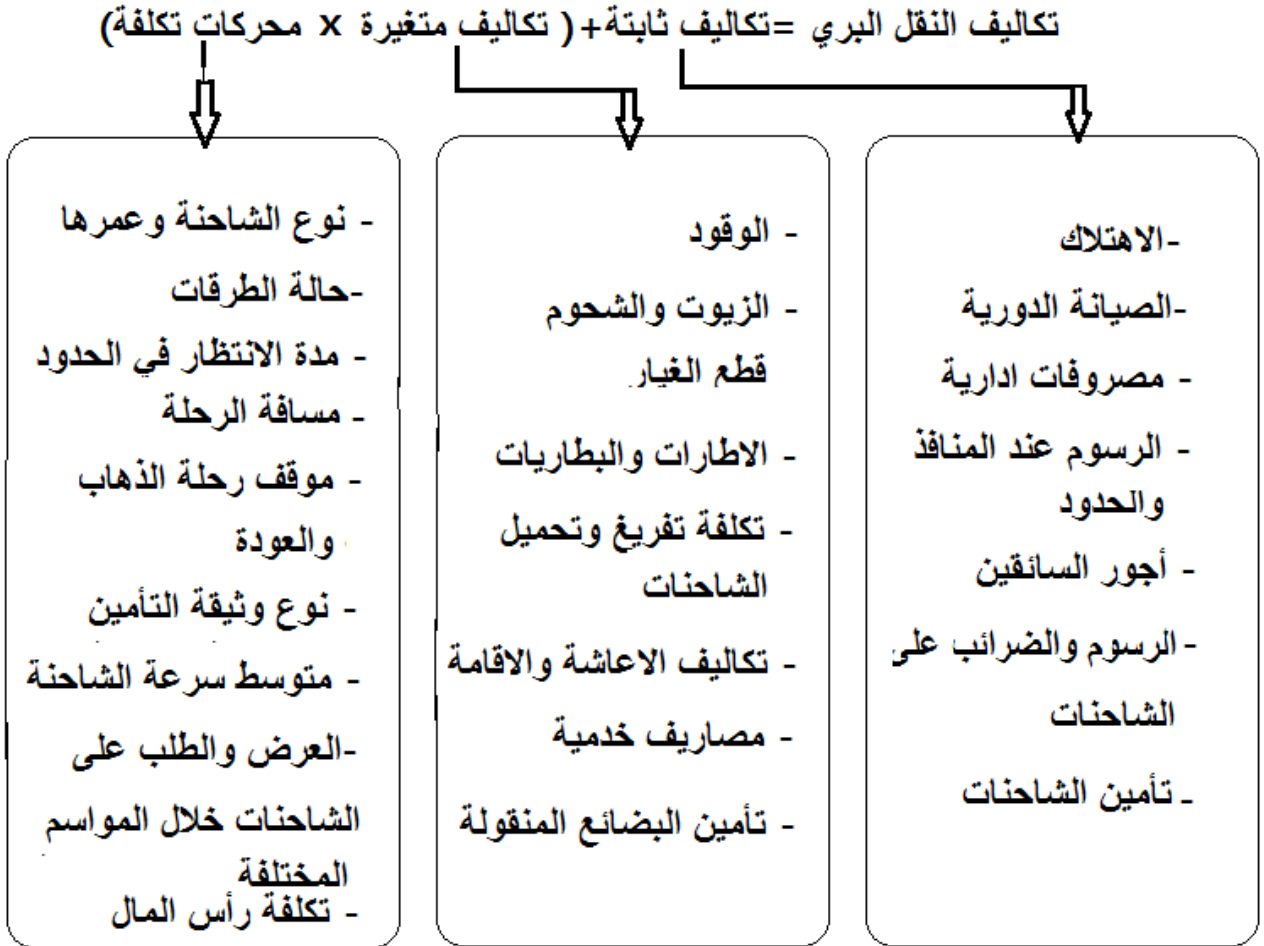 تكاليف النقل البري =تكاليف ثابتة+( تكاليف متغيرة X محركات تكلفة)
-الاهتلاك
-الصيانة الدورية
- مصروفات ادارية
- الرسوم عند المنافذ
والحدود
- أجور السائقين
-الرسوم والضرائب على
الشاحنات
- تأمين الشاحنات
- الوقود
- الزيوت والشحوم
قطع الغيار
- الاطارات والبطاريات
- تكلفة تفريغ وتحميل
الشاحنات
- تكاليف الاعاشة والاقامة
- مصاريف خدمية
- تأمين البضائع المنقولة
- نوع الشاحنة وعمرها
-حالة الطرقات
- مدة الانتظار في الحدود
- مسافة الرحلة
- موقف رحلة الذهاب
والعودة
- نوع وثيقة التأمين
- متوسط سرعة الشاحنة
-العرض والطلب على
الشاحنات خلال المواسم
المختلفة
- تكلفة رأس المال